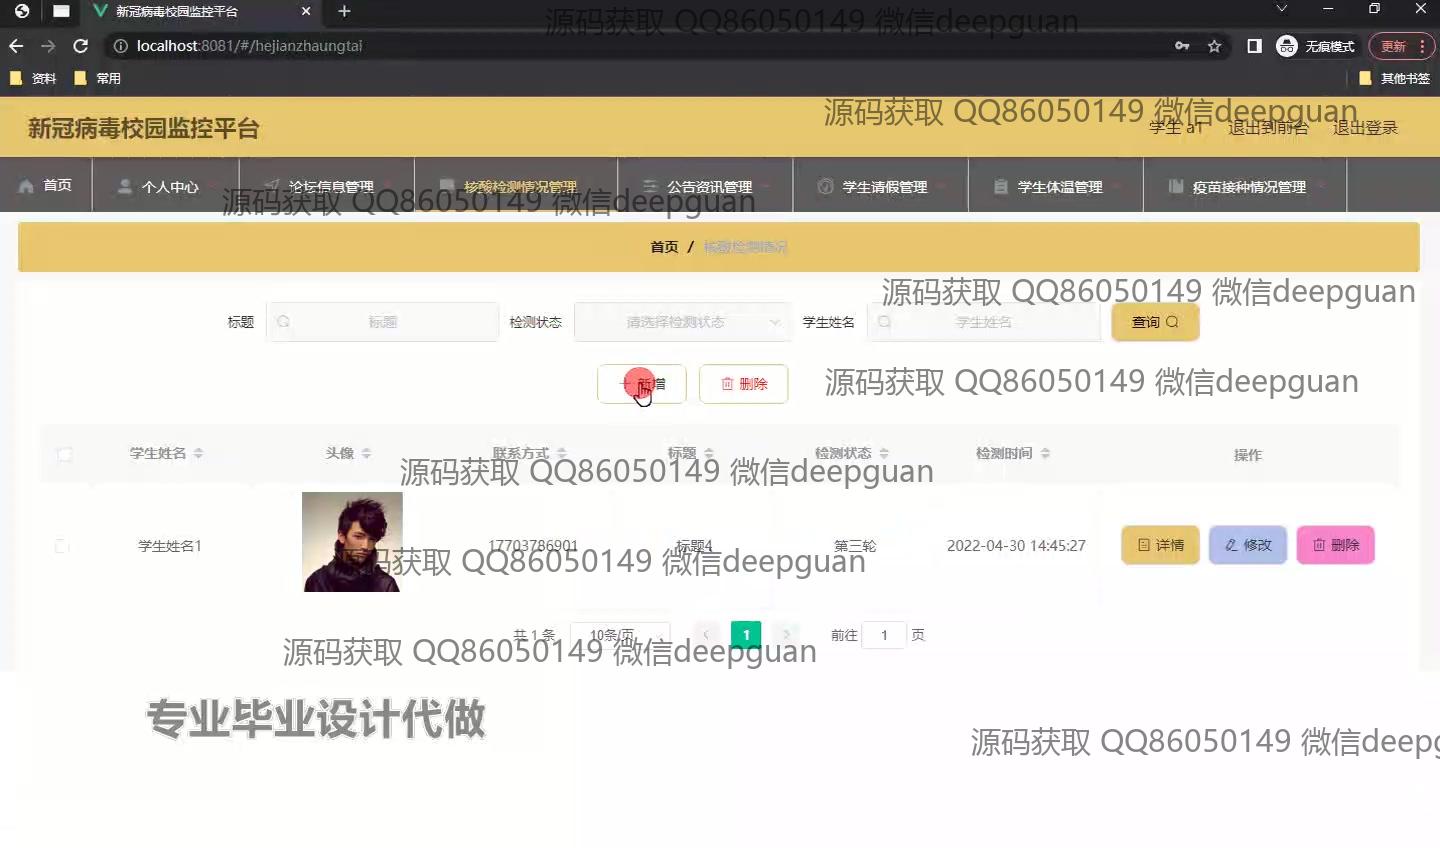 新冠病毒校园监控平台
源码获取 QQ86050149 微信deepguan
localhost:8081/#/hejianzhaungtai
无痕模式
更新
资料
常用
其他书签
源码获取 QQ86050149 微信deepguan
新冠病毒校园监控平台
学生 a1
退出到前台
退出登录
首页
个人中心
论坛信息管理
核酸检测情况管理
公告资讯管理
学生请假管理
学生体温管理
疫苗接种情况管理
源码获取 QQ86050149 微信deepguan
首页 / 核酸检测情况
源码获取 QQ86050149 微信deepguan
标题
标题
检测状态
请选择检测状态
学生姓名
学生姓名
查询
新增
删除
源码获取 QQ86050149 微信deepguan
学生姓名
头像
联系方式
标题
检测状态
检测时间
操作
源码获取 QQ86050149 微信deepguan
学生姓名1
17703786901
标题4
第三轮
2022-04-30 14:45:27
详情
修改
删除
源码获取 QQ86050149 微信deepguan
共 1 条
10条/页
1
前往 1 页
源码获取 QQ86050149 微信deepguan
专业毕业设计代做
源码获取 QQ86050149 微信deepg